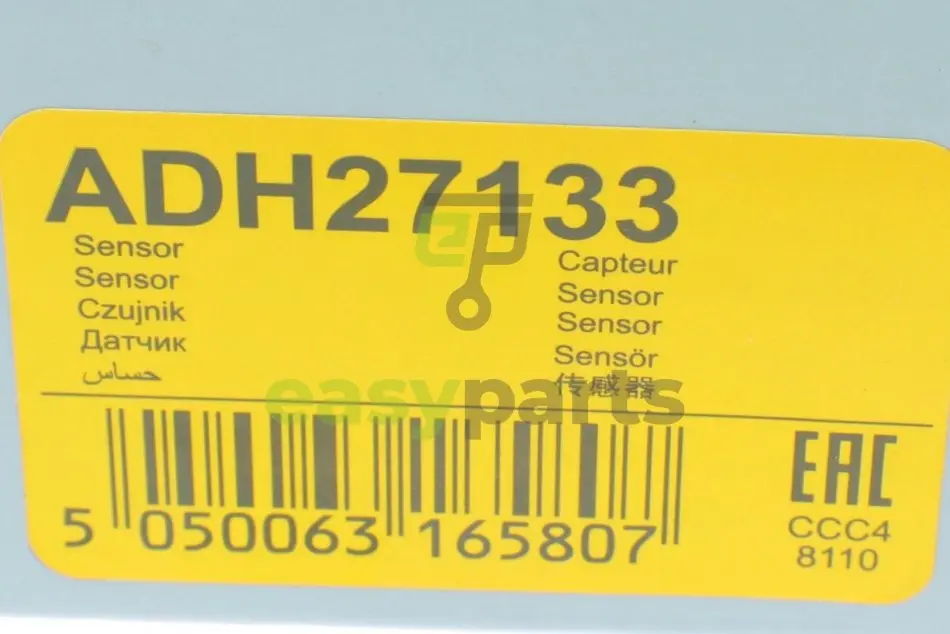 ADH27133
Sensor
Sensor
Czujnik
Датчик
حساس
Capteur
Sensor
Sensor
Sensör
传感器
easyparts
5 050063 165807
EAC
CCC4
8110
ep